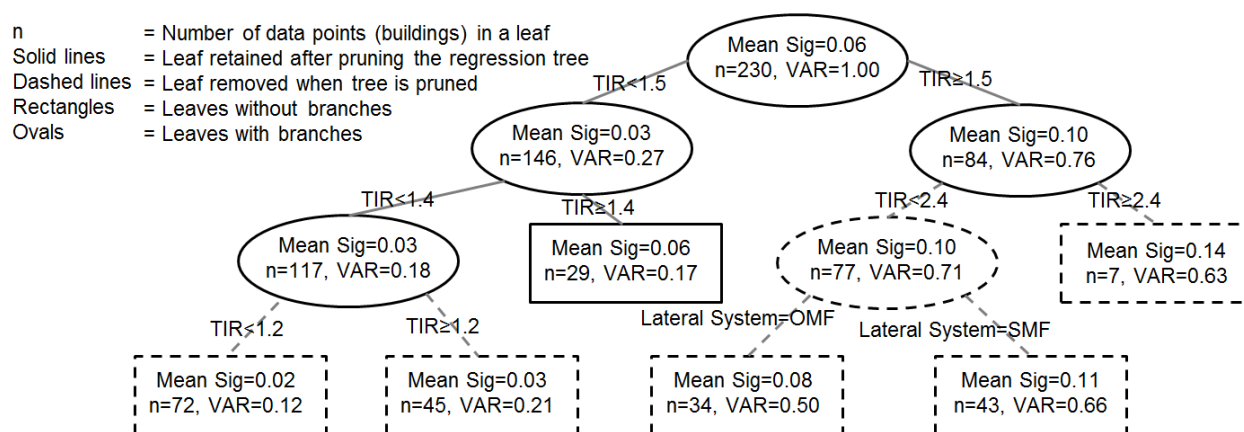 n = Number of data points (buildings) in a leaf
Solid lines = Leaf retained after pruning the regression tree
Dashed lines = Leaf removed when tree is pruned
Rectangles = Leaves without branches
Ovals = Leaves with branches
Mean Sig=0.06
n=230, VAR=1.00
TIR<1.5
TIR≥1.5
Mean Sig=0.03
n=146, VAR=0.27
Mean Sig=0.10
n=84, VAR=0.76
TIR<1.4
TIR≥1.4
TIR<2.4
TIR≥2.4
Mean Sig=0.03
n=117, VAR=0.18
Mean Sig=0.06
n=29, VAR=0.17
Mean Sig=0.10
n=77, VAR=0.71
Mean Sig=0.14
n=7, VAR=0.63
TIR<1.2
TIR≥1.2
Lateral System=OMF
Lateral System=SMF
Mean Sig=0.02
n=72, VAR=0.12
Mean Sig=0.03
n=45, VAR=0.21
Mean Sig=0.08
n=34, VAR=0.50
Mean Sig=0.11
n=43, VAR=0.66